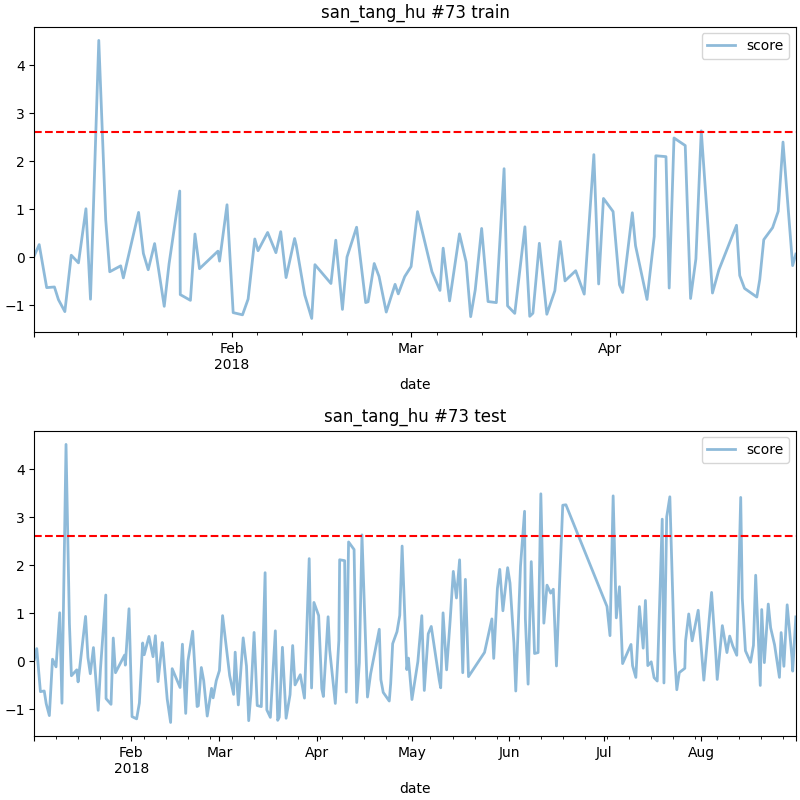 san_tang_hu #73 train
score
4
3
2
1
0
−1
Feb
2018
Mar
Apr
date
san_tang_hu #73 test
score
4
3
2
1
0
−1
Feb
2018
Mar
Apr
May
Jun
Jul
Aug
date